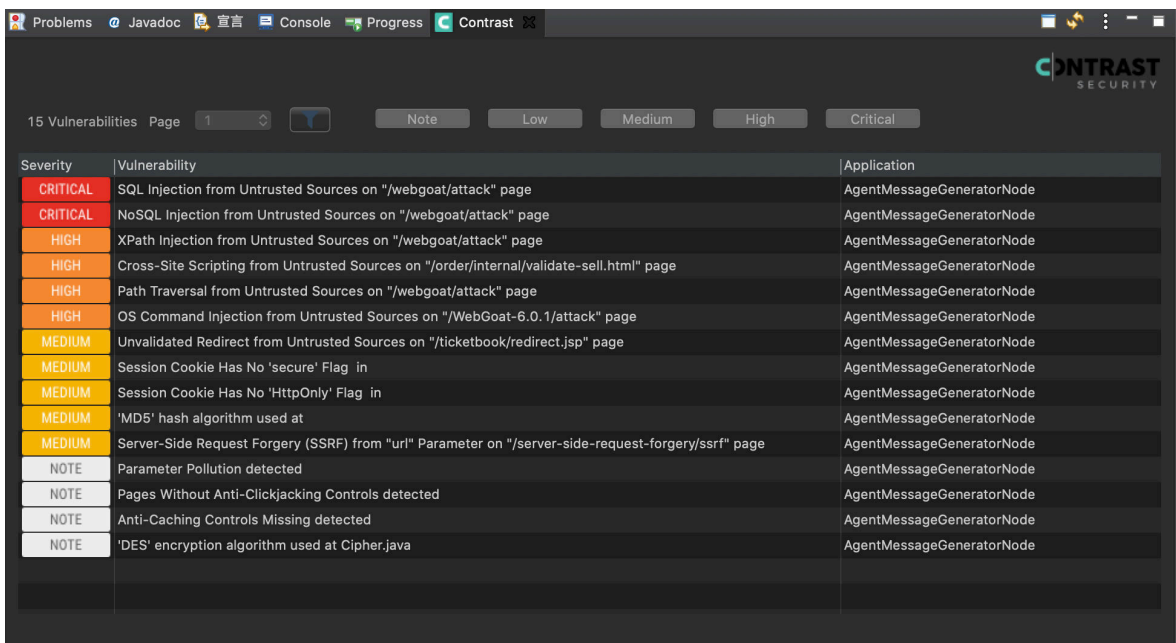 Problems @ Javadoc 宣言 Console Progress Contrast
CONTRAST
SECURITY
15 Vulnerabilities Page 1 Note Low Medium High Critical
Severity Vulnerability Application
CRITICAL SQL Injection from Untrusted Sources on "/webgoat/attack" page AgentMessageGeneratorNode
CRITICAL NoSQL Injection from Untrusted Sources on "/webgoat/attack" page AgentMessageGeneratorNode
HIGH XPath Injection from Untrusted Sources on "/webgoat/attack" page AgentMessageGeneratorNode
HIGH Cross-Site Scripting from Untrusted Sources on "/order/internal/validate-sell.html" page AgentMessageGeneratorNode
HIGH Path Traversal from Untrusted Sources on "/webgoat/attack" page AgentMessageGeneratorNode
HIGH OS Command Injection from Untrusted Sources on "/WebGoat-6.0.1/attack" page AgentMessageGeneratorNode
MEDIUM Unvalidated Redirect from Untrusted Sources on "/ticketbook/redirect.jsp" page AgentMessageGeneratorNode
MEDIUM Session Cookie Has No 'secure' Flag in AgentMessageGeneratorNode
MEDIUM Session Cookie Has No 'HttpOnly' Flag in AgentMessageGeneratorNode
MEDIUM 'MD5' hash algorithm used at AgentMessageGeneratorNode
MEDIUM Server-Side Request Forgery (SSRF) from "url" Parameter on "/server-side-request-forgery/ssrf" page AgentMessageGeneratorNode
NOTE Parameter Pollution detected AgentMessageGeneratorNode
NOTE Pages Without Anti-Clickjacking Controls detected AgentMessageGeneratorNode
NOTE Anti-Caching Controls Missing detected AgentMessageGeneratorNode
NOTE 'DES' encryption algorithm used at Cipher.java AgentMessageGeneratorNode